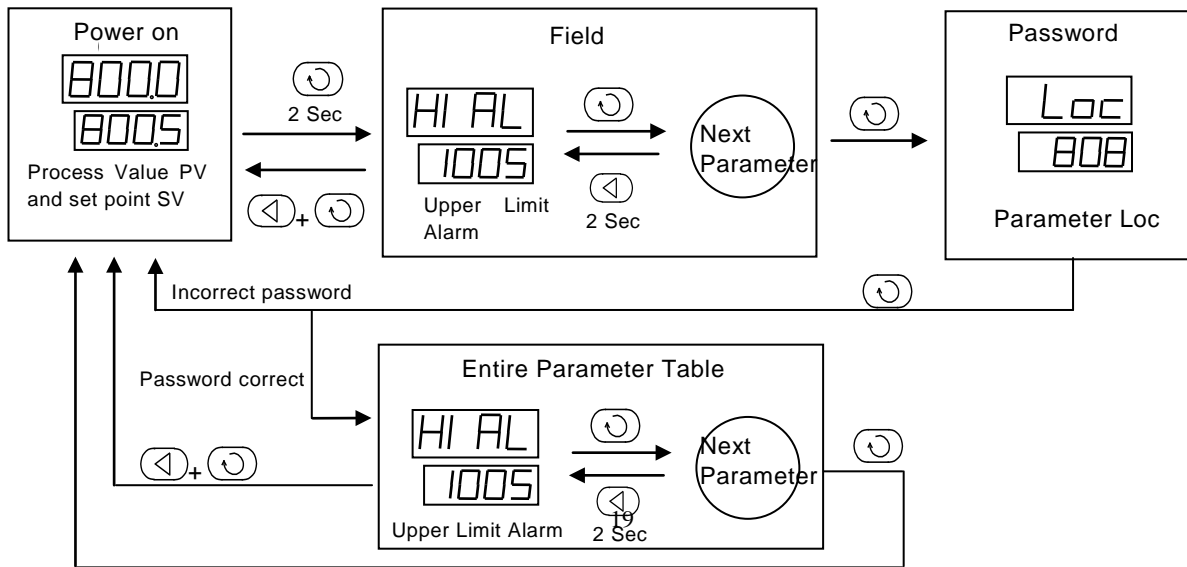 Power on
800.0
800.5
Process Value PV
and set point SV
2 Sec
+
Field
HI AL
1005
Upper Limit
Alarm
2 Sec
Next
Parameter
Password
Loc
808
Parameter Loc
Incorrect password
Password correct
+
Entire Parameter Table
HI AL
1005
Upper Limit Alarm
19
2 Sec
Next
Parameter